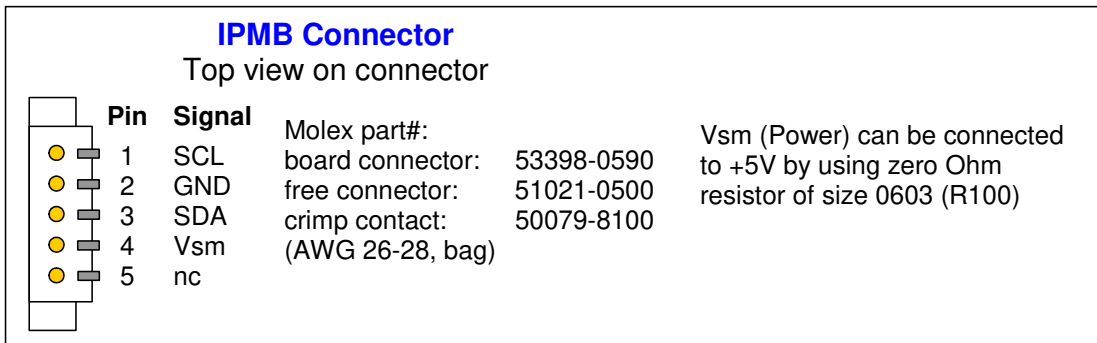 IPMB Connector
Top view on connector
Pin Signal
1 SCL
2 GND
3 SDA
4 Vsm
5 nc
Molex part#:
board connector: 53398-0590
free connector: 51021-0500
crimp contact: 50079-8100
(AWG 26-28, bag)
Vsm (Power) can be connected
to +5V by using zero Ohm
resistor of size 0603 (R100)